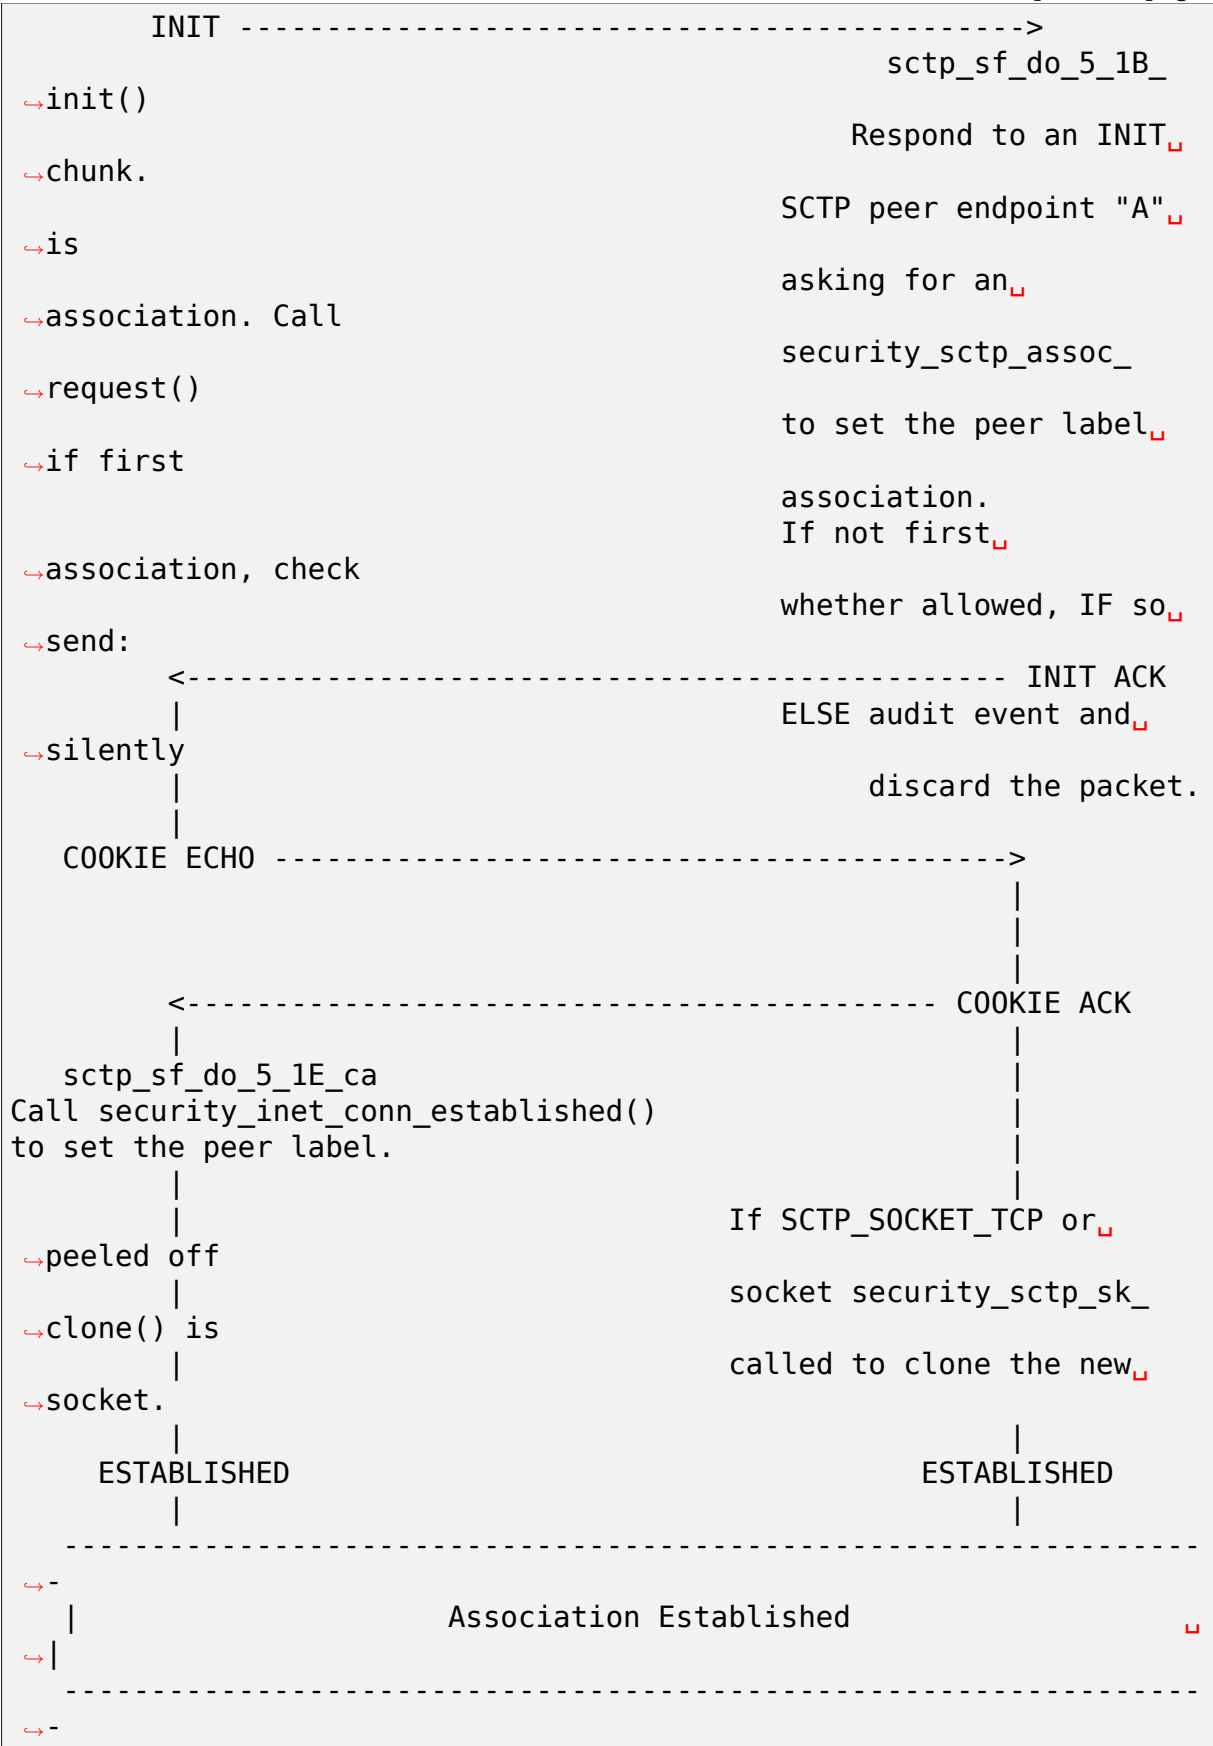 INIT --------------------------------------------->
sctp_sf_do_5_1B_
↪init()
Respond to an INIT␣
↪chunk.
SCTP peer endpoint "A"␣
↪is
asking for an␣
↪association. Call
security_sctp_assoc_
↪request()
to set the peer label␣
↪if first
association.
If not first␣
↪association, check
whether allowed, IF so␣
↪send:
<----------------------------------------------- INIT ACK
| ELSE audit event and␣
↪silently
| discard the packet.
|
COOKIE ECHO ------------------------------------------>
|
|
|
<------------------------------------------- COOKIE ACK
| |
sctp_sf_do_5_1E_ca |
Call security_inet_conn_established() |
to set the peer label. |
| |
| If SCTP_SOCKET_TCP or␣
↪peeled off
| socket security_sctp_sk_
↪clone() is
| called to clone the new␣
↪socket.
| |
ESTABLISHED ESTABLISHED
| |
-----------------------------------------------------------------
↪-
| Association Established ␣
↪|
-----------------------------------------------------------------
↪-